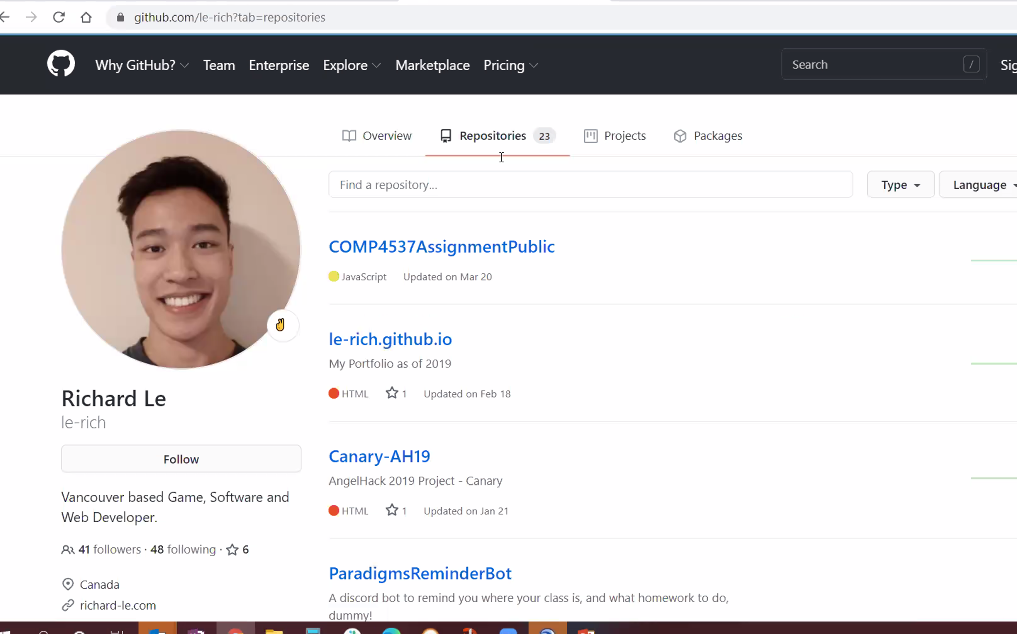 github.com/le-rich?tab=repositories
Why GitHub? Team Enterprise Explore Marketplace Pricing Search / Sig
Overview Repositories 23 Projects Packages
Find a repository... Type Language
COMP4537AssignmentPublic
JavaScript Updated on Mar 20
le-rich.github.io
My Portfolio as of 2019
HTML 1 Updated on Feb 18
Richard Le
le-rich
Follow
Vancouver based Game, Software and
Web Developer.
41 followers · 48 following · 6
Canada
richard-le.com
Canary-AH19
AngelHack 2019 Project - Canary
HTML 1 Updated on Jan 21
ParadigmsReminderBot
A discord bot to remind you where your class is, and what homework to do,
dummy!